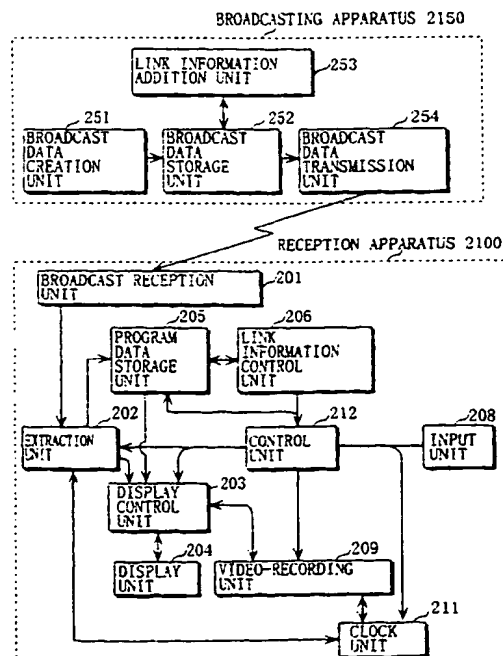 BROADCASTING APPARATUS 2150
LINK INFORMATION
ADDITION UNIT
253
251
252
254
BROADCAST
DATA
CREATION
UNIT
BROADCAST
DATA
STORAGE
UNIT
BROADCAST
DATA
TRANSMISSION
UNIT
RECEPTION APPARATUS 2100
BROADCAST RECEPTION
UNIT
201
205
206
PROGRAM
DATA
STORAGE
UNIT
LINK
INFORMATION
CONTROL
UNIT
202
212
208
EXTRACTION
UNIT
CONTROL
UNIT
INPUT
UNIT
DISPLAY
CONTROL
UNIT
203
204
209
DISPLAY
UNIT
VIDEO-RECORDING
UNIT
211
CLOCK
UNIT